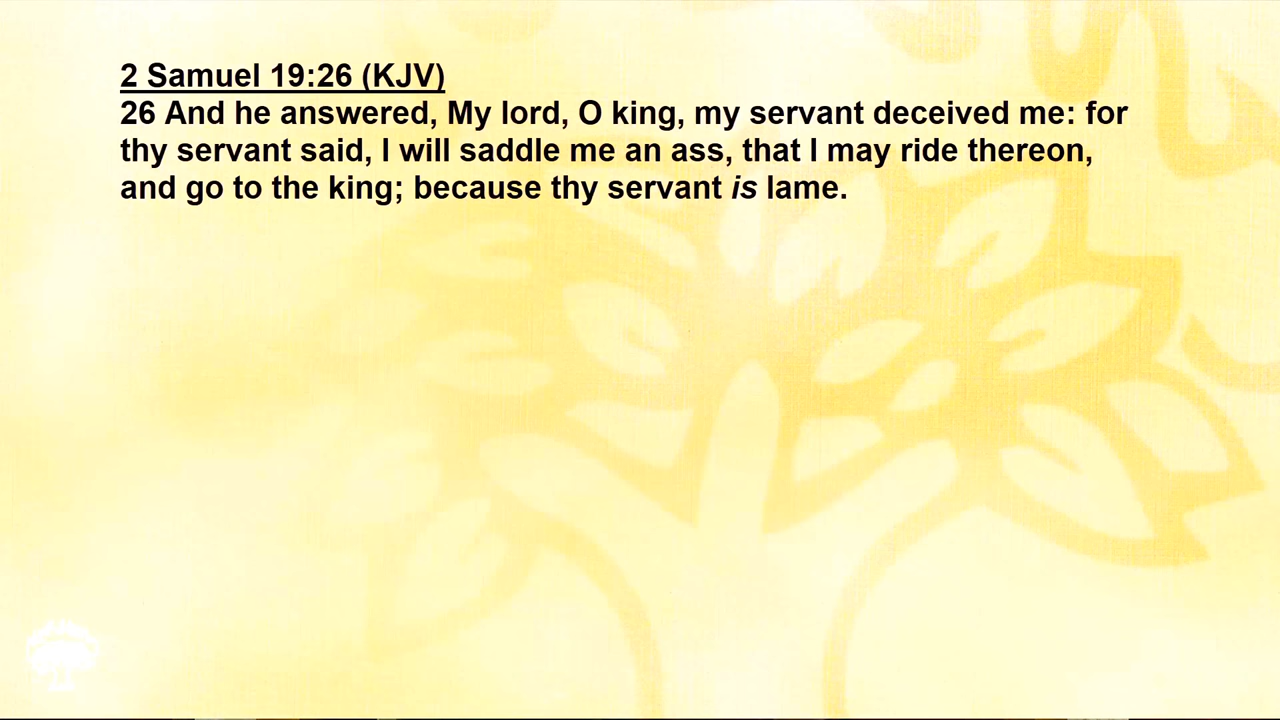 2 Samuel 19:26 (KJV)
26 And he answered, My lord, O king, my servant deceived me: for
thy servant said, I will saddle me an ass, that I may ride thereon,
and go to the king; because thy servant is lame.